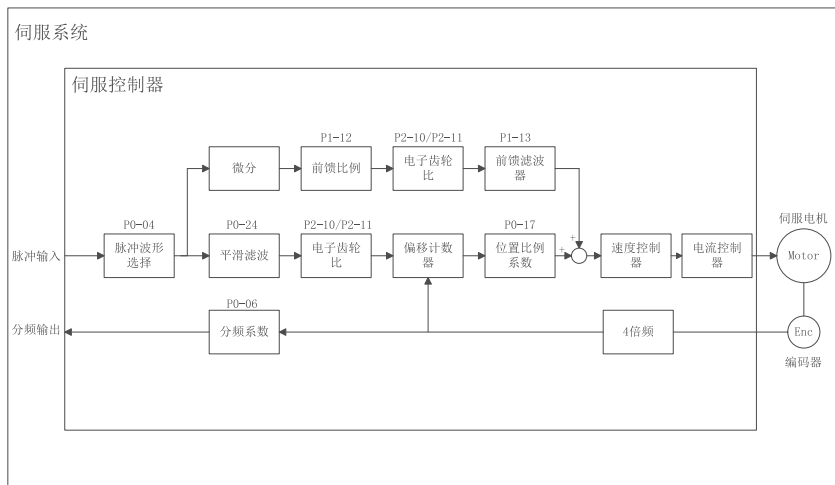 伺服系统
伺服控制器
P1-12
P2-10/P2-11
P1-13
微分
前馈比例
电子齿轮
比
前馈滤波
器
伺服电机
P0-04
P0-24
P2-10/P2-11
P0-17
+
+
脉冲输入
脉冲波形
选择
平滑滤波
电子齿轮
比
偏移计数
器
位置比例
系数
速度控制
器
电流控制
器
Motor
P0-06
分频输出
分频系数
4倍频
Enc
编码器